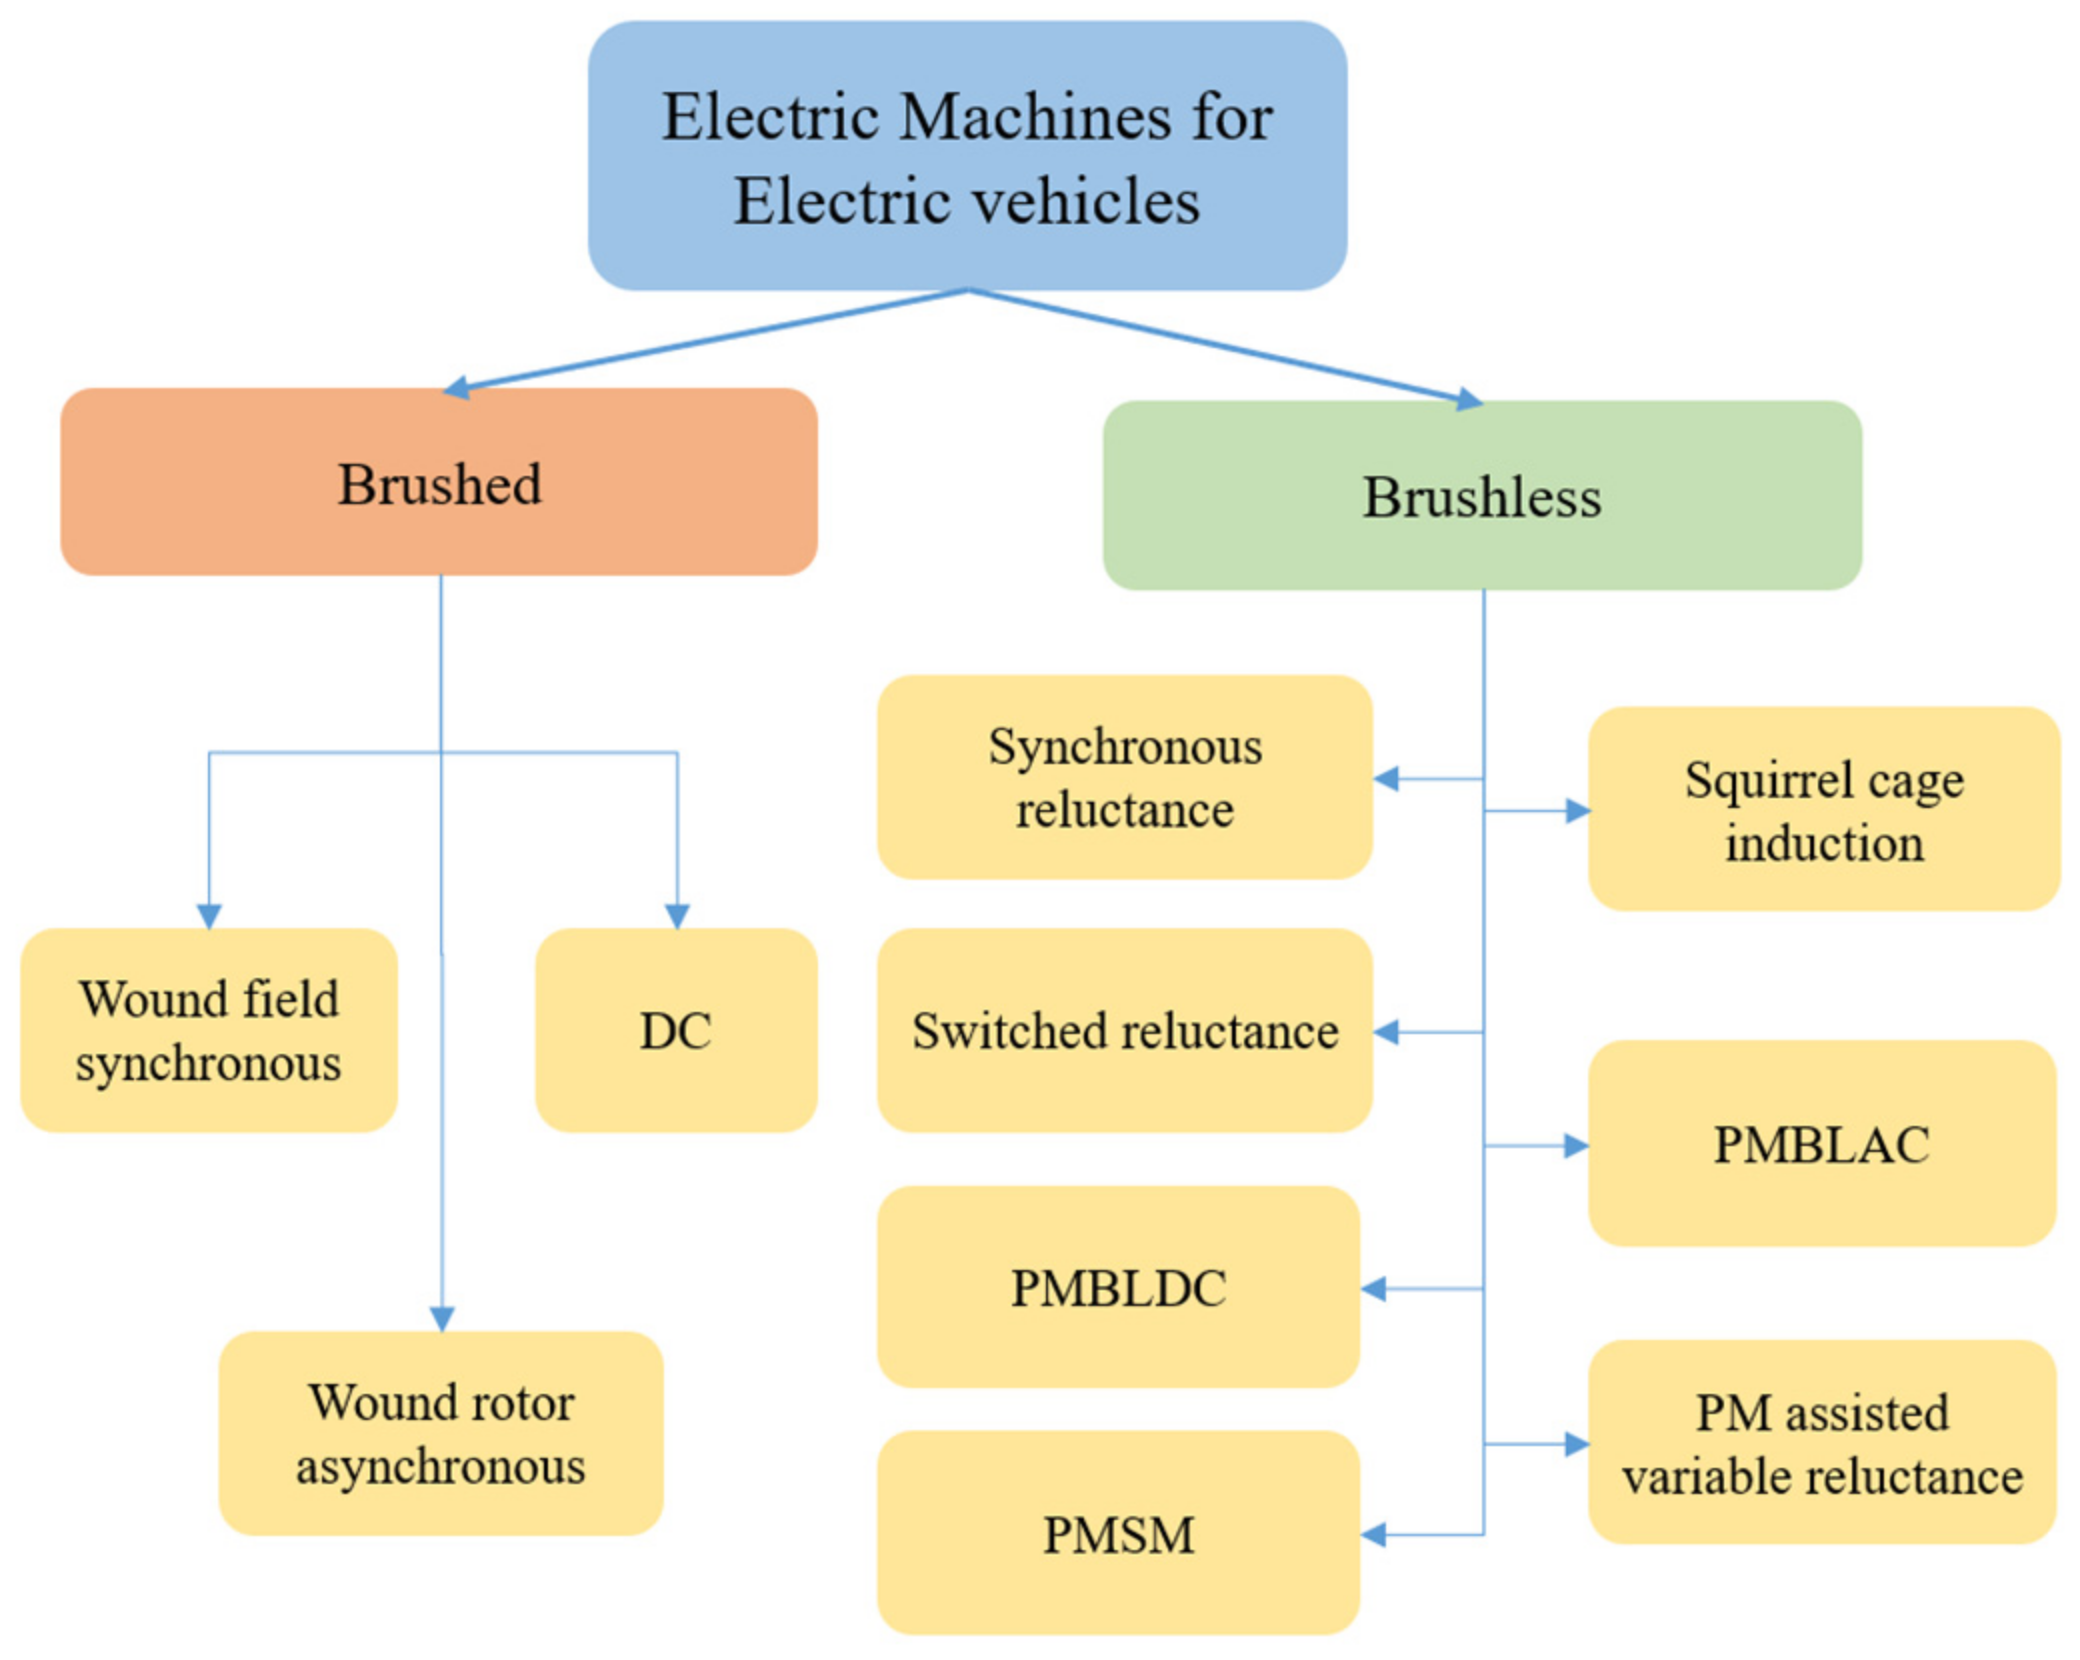 Electric Machines for
Electric vehicles
Brushed
Brushless
Wound field
synchronous
DC
Wound rotor
asynchronous
Synchronous
reluctance
Squirrel cage
induction
Switched reluctance
PMBLAC
PMBLDC
PM assisted
variable reluctance
PMSM